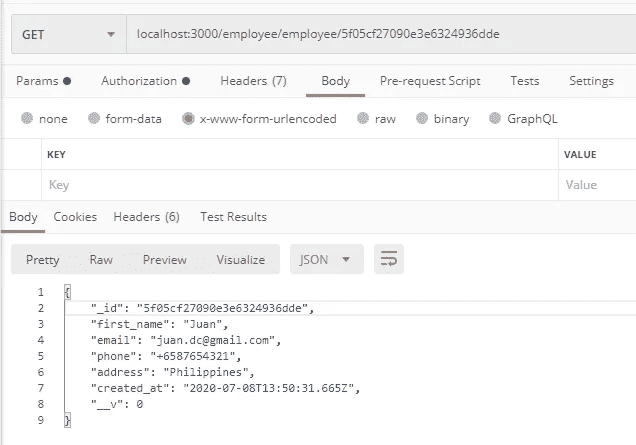 GET localhost:3000/employee/employee/5f05cf27090e3e6324936dde
Params Authorization Headers (7) Body Pre-request Script Tests Settings
none form-data x-www-form-urlencoded raw binary GraphQL
KEY VALUE
Key Value
Body Cookies Headers (6) Test Results
Pretty Raw Preview Visualize JSON
1 {
2 "_id": "5f05cf27090e3e6324936dde",
3 "first_name": "Juan",
4 "email": "juan.dc@gmail.com",
5 "phone": "+6587654321",
6 "address": "Philippines",
7 "created_at": "2020-07-08T13:50:31.665Z",
8 "__v": 0
9 }